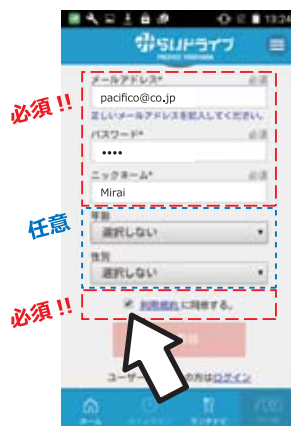 13:24
SUドライブ
メールアドレス* 必須
pacifico@co.jp
正しいメールアドレスを記入してください。
パスワード* 必須
••••
ニックネーム* 必須
Mirai
必須!!
年齢
選択しない
性別
選択しない
任意
利用規約に同意する。
必須!!
ユーザー の方はログイン
ホーム